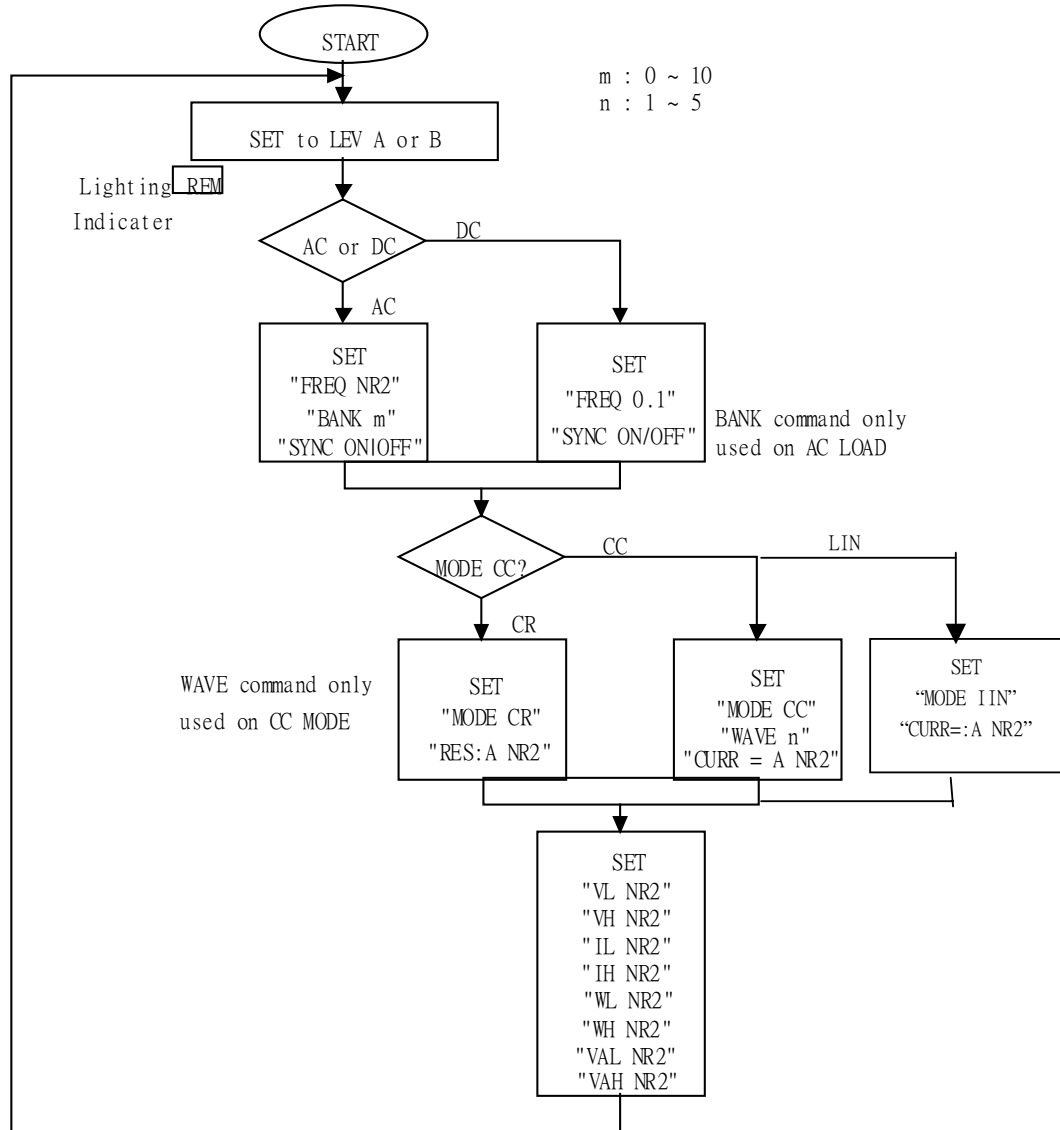 START
m : 0 ~ 10
n : 1 ~ 5
SET to LEV A or B
Lighting REM
Indicater
AC or DC
DC
AC
SET
"FREQ NR2"
"BANK m"
"SYNC ON|OFF"
SET
"FREQ 0.1"
"SYNC ON/OFF"
BANK command only
used on AC LOAD
MODE CC?
CC
LIN
CR
WAVE command only
used on CC MODE
SET
"MODE CR"
"RES:A NR2"
SET
"MODE CC"
"WAVE n"
"CURR = A NR2"
SET
“MODE IIN”
“CURR=:A NR2”
SET
"VL NR2"
"VH NR2"
"IL NR2"
"IH NR2"
"WL NR2"
"WH NR2"
"VAL NR2"
"VAH NR2"